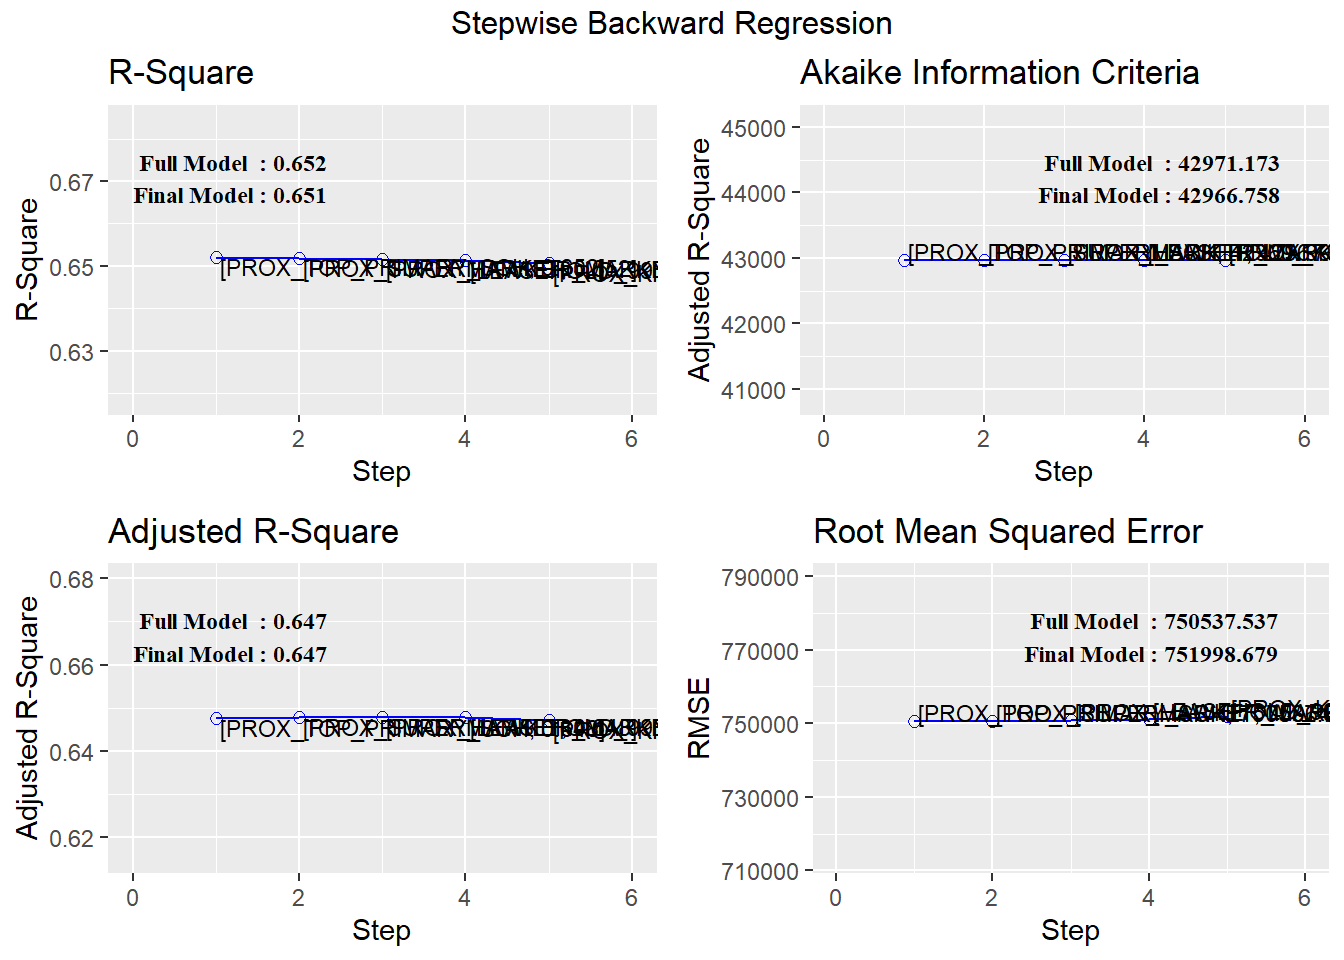 Stepwise Backward Regression
R-Square
R-Square
Full Model : 0.652
Final Model : 0.651
0.67
0.65
0.63
[PROX_TOP_PRIMARY
0 2 4 6
Step
Akaike Information Criteria
Adjusted R-Square
Full Model : 42971.173
Final Model : 42966.758
45000
44000
43000
42000
41000
[PROX_TOP_PRIMARY
0 2 4 6
Step
Adjusted R-Square
Adjusted R-Square
Full Model : 0.647
Final Model : 0.647
0.68
0.66
0.64
0.62
[PROX_TOP_PRIMARY
0 2 4 6
Step
Root Mean Squared Error
RMSE
Full Model : 750537.537
Final Model : 751998.679
790000
770000
750000
730000
710000
[PROX_TOP
0 2 4 6
Step